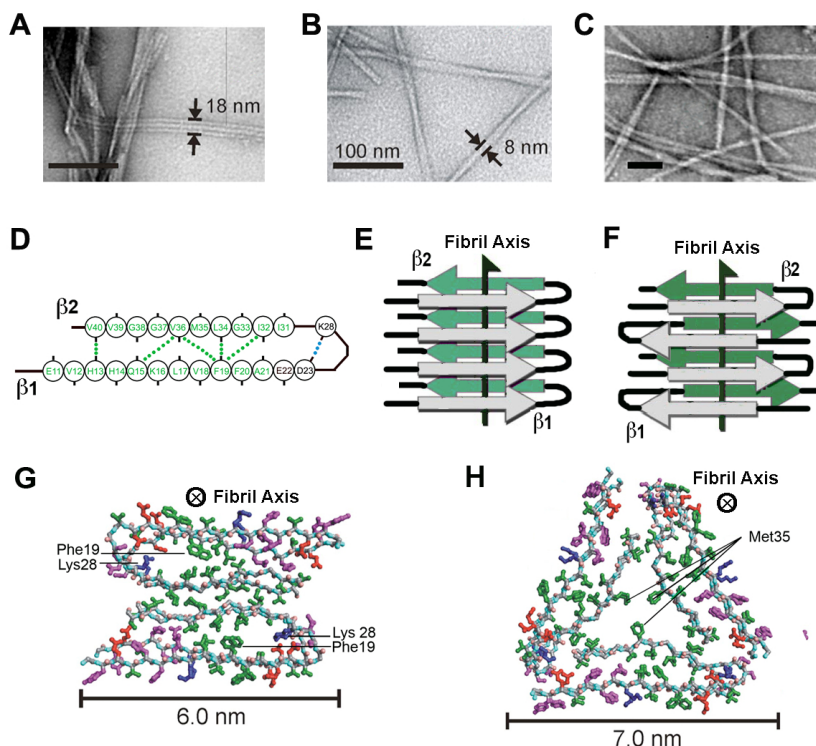 A
B
C
18 nm
100 nm
8 nm
D
E
F
Fibril Axis
Fibril Axis
β2
β2
β2
V40 V39 G38 G37 V36 M35 L34 G33 I32 I31 K28
E11 V12 H13 H14 Q15 K16 L17 V18 F19 F20 A21 E22 D23
β1
β1
β1
G
H
Fibril Axis
Fibril Axis
Phe19
Lys28
Met35
Lys 28
Phe19
6.0 nm
7.0 nm